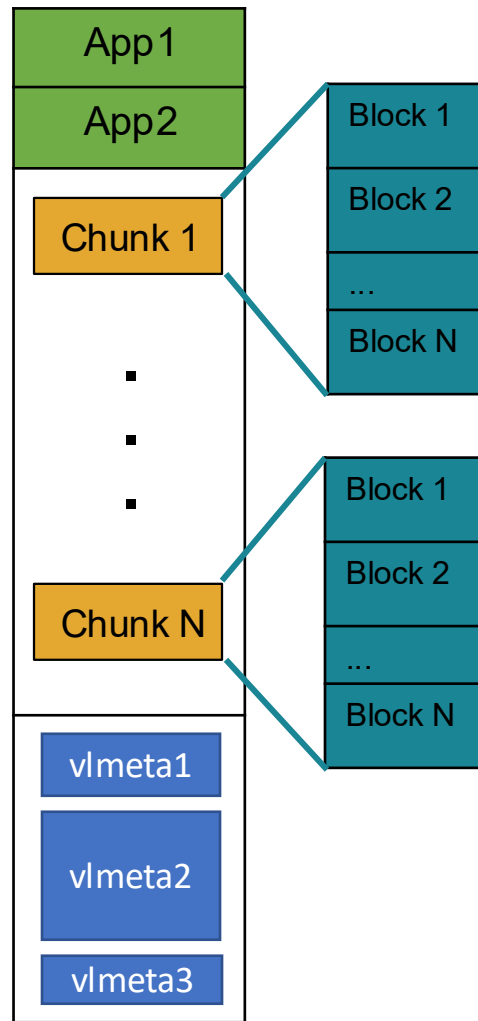 App1
App2
Chunk 1
Block 1
Block 2
...
Block N
Chunk N
Block 1
Block 2
...
Block N
vlmeta1
vlmeta2
vlmeta3